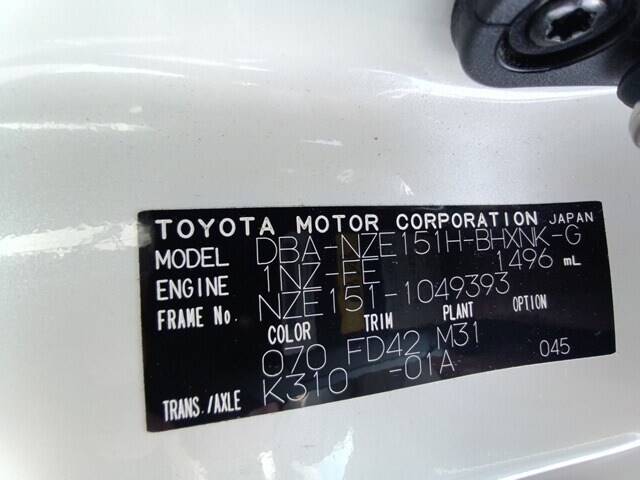 TOYOTA MOTOR CORPORATION JAPAN
MODEL DBA-NZE151H-BHXNK-G
ENGINE 1NZ-FE 1496 mL
FRAME No. NZE151-1049393
COLOR TRIM PLANT OPTION
070 FD42 M31 045
TRANS./AXLE K310 -01A